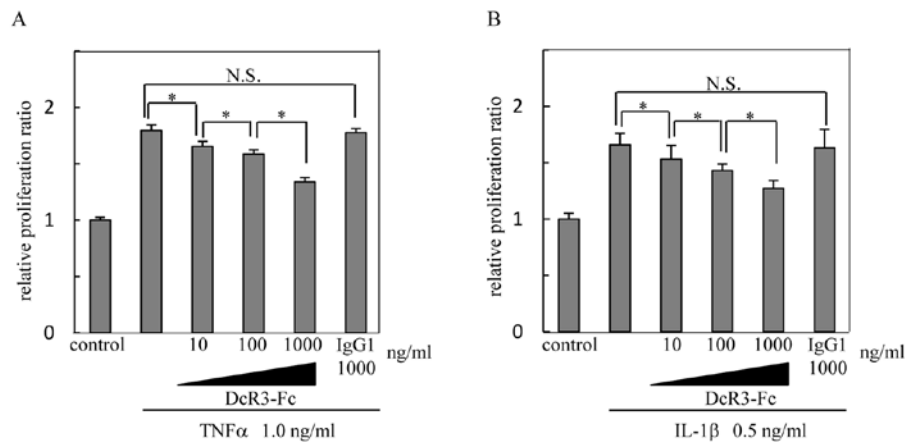 A
relative proliferation ratio
2
1
0
N.S.
*
*
*
control
10
100
1000
IgG1
1000
ng/ml
DcR3-Fc
TNFα 1.0 ng/ml
B
relative proliferation ratio
2
1
0
N.S.
*
*
*
control
10
100
1000
IgG1
1000
ng/ml
DcR3-Fc
IL-1β 0.5 ng/ml